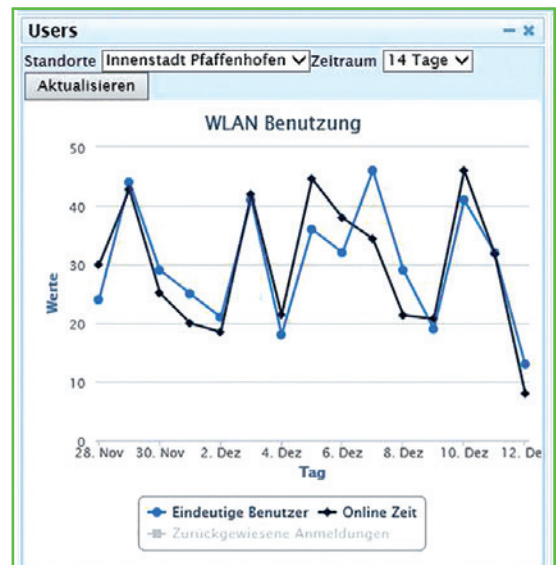 Users
Standorte Innenstadt Pfaffenhofen Zeitraum 14 Tage
Aktualisieren
WLAN Benutzung
50
40
30
20
10
0
Werte
28. Nov 30. Nov 2. Dez 4. Dez 6. Dez 8. Dez 10. Dez 12. De
Tag
Eindeutige Benutzer Online Zeit
Zurückgewiesene Anmeldungen